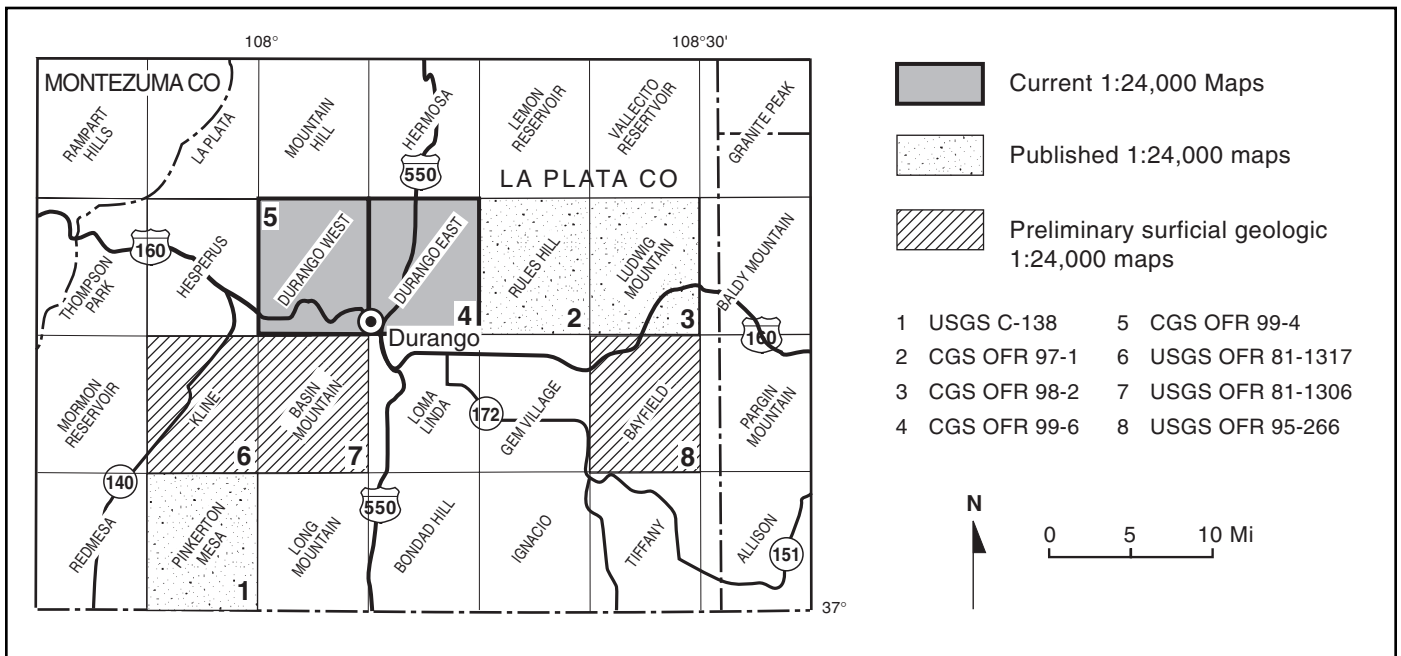 108°
108°30'
MONTEZUMA CO
RAMPART
HILLS
LA PLATA
MOUNTAIN
HILL
HERMOSA
LEMON
RESERVOIR
VALLECITO
RESERTVOIR
GRANITE PEAK
550
LA PLATA CO
THOMPSON
PARK
160
HESPERUS
5
DURANGO WEST
DURANGO EAST
4
RULES HILL
2
LUDWIG
MOUNTAIN
3
BALDY MOUNTAIN
160
Durango
MORMON
RESERVOIR
KLINE
6
BASIN
MOUNTAIN
7
LOMA
LINDA
172
GEM VILLAGE
BAYFIELD
8
PARGIN
MOUNTAIN
140
REDMESA
PINKERTON
MESA
1
LONG
MOUNTAIN
550
BONDAD HILL
IGNACIO
TIFFANY
ALLISON
151
37°
Current 1:24,000 Maps
Published 1:24,000 maps
Preliminary surficial geologic
1:24,000 maps
1 USGS C-138
2 CGS OFR 97-1
3 CGS OFR 98-2
4 CGS OFR 99-6
5 CGS OFR 99-4
6 USGS OFR 81-1317
7 USGS OFR 81-1306
8 USGS OFR 95-266
N
0 5 10 Mi